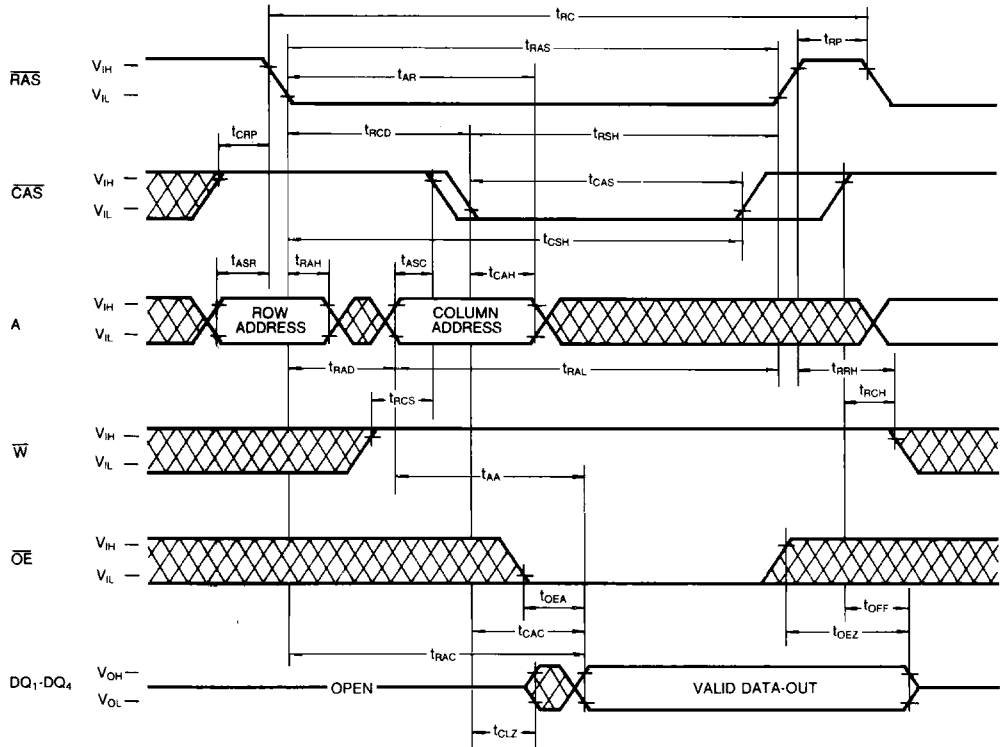 tRC
tRAS
tRP
tAR
RAS
VIH
VIL
tCRP
tRCD
tRSH
CAS
VIH
VIL
tCAS
tCSH
tASR
tRAH
tASC
tCAH
A
VIH
VIL
ROW
ADDRESS
COLUMN
ADDRESS
tRAD
tRAL
tRRH
tRCS
tRCH
W
VIH
VIL
tAA
OE
VIH
VIL
tOEA
tOFF
tCAC
tOEZ
tRAC
DQ1-DQ4
VOH
VOL
OPEN
VALID DATA-OUT
tCLZ